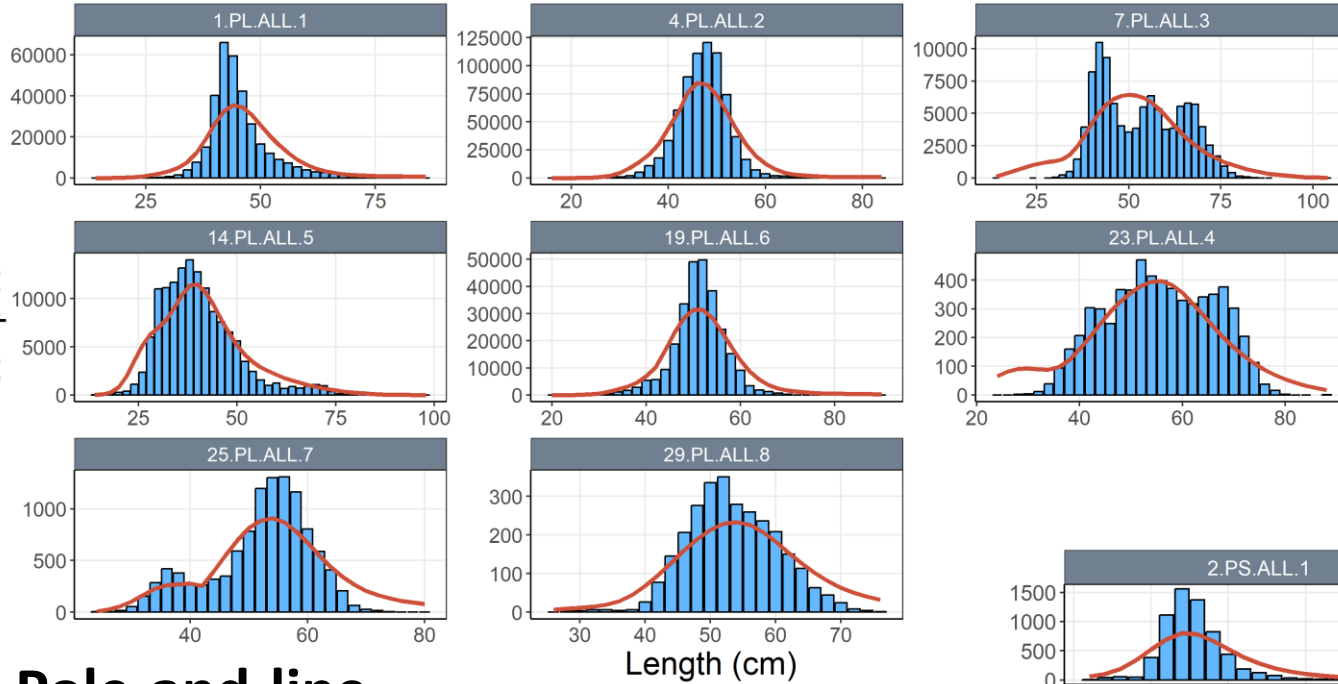 1.PL.ALL.1 4.PL.ALL.2 7.PL.ALL.3
60000 40000 20000 0
25 50 75
125000 100000 75000 50000 25000 0
20 40 60 80
10000 7500 5000 2500 0
25 50 75 100
14.PL.ALL.5 19.PL.ALL.6 23.PL.ALL.4
10000 5000 0
25 50 75 100
50000 40000 30000 20000 10000 0
20 40 60 80
400 300 200 100 0
20 40 60 80
25.PL.ALL.7 29.PL.ALL.8
1000 500 0
40 60 80
300 200 100 0
30 40 50 60 70
Length (cm)
2.PS.ALL.1
1500 1000 500 0
Pole-and-line